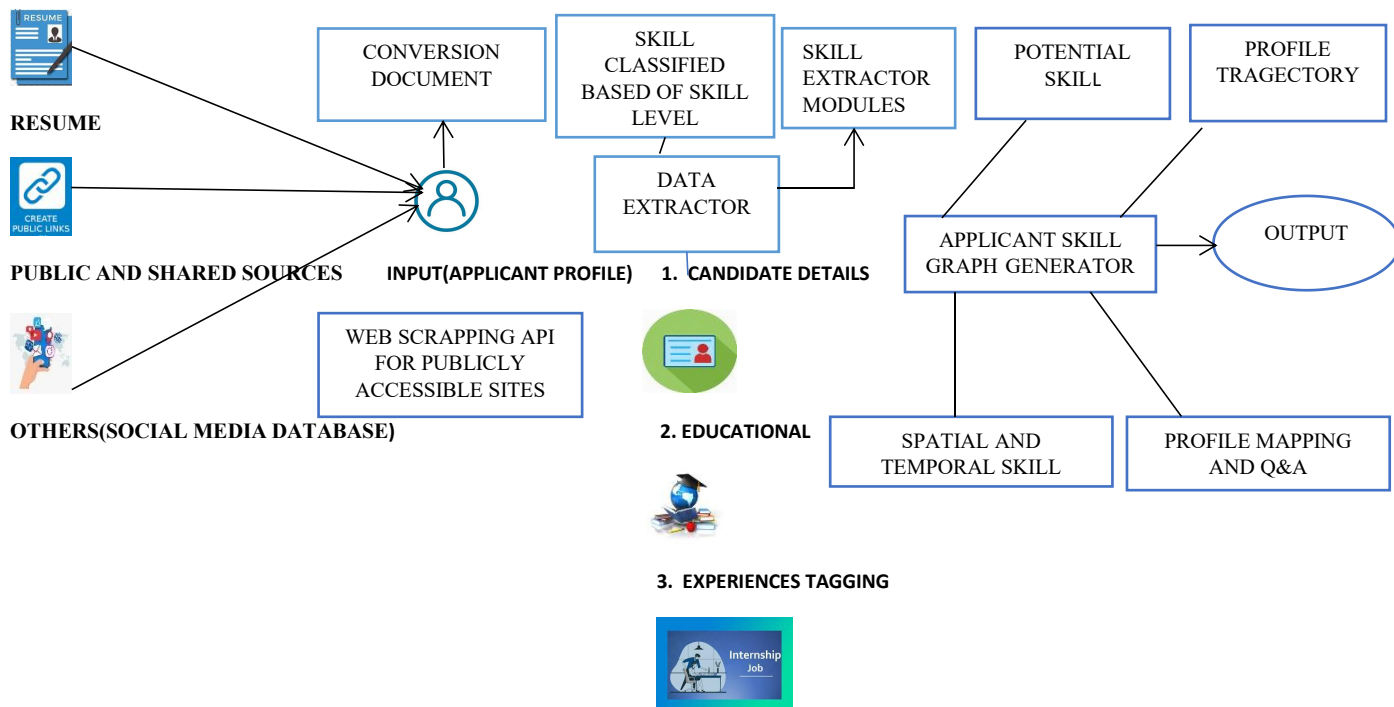 RESUME
RESUME
CREATE
PUBLIC LINKS
PUBLIC AND SHARED SOURCES
OTHERS(SOCIAL MEDIA DATABASE)
CONVERSION
DOCUMENT
INPUT(APPLICANT PROFILE)
WEB SCRAPPING API
FOR PUBLICLY
ACCESSIBLE SITES
SKILL
CLASSIFIED
BASED OF SKILL
LEVEL
SKILL
EXTRACTOR
MODULES
DATA
EXTRACTOR
1. CANDIDATE DETAILS
2. EDUCATIONAL
3. EXPERIENCES TAGGING
Internship
Job
POTENTIAL
SKILL
PROFILE
TRAGECTORY
APPLICANT SKILL
GRAPH GENERATOR
OUTPUT
SPATIAL AND
TEMPORAL SKILL
PROFILE MAPPING
AND Q&A